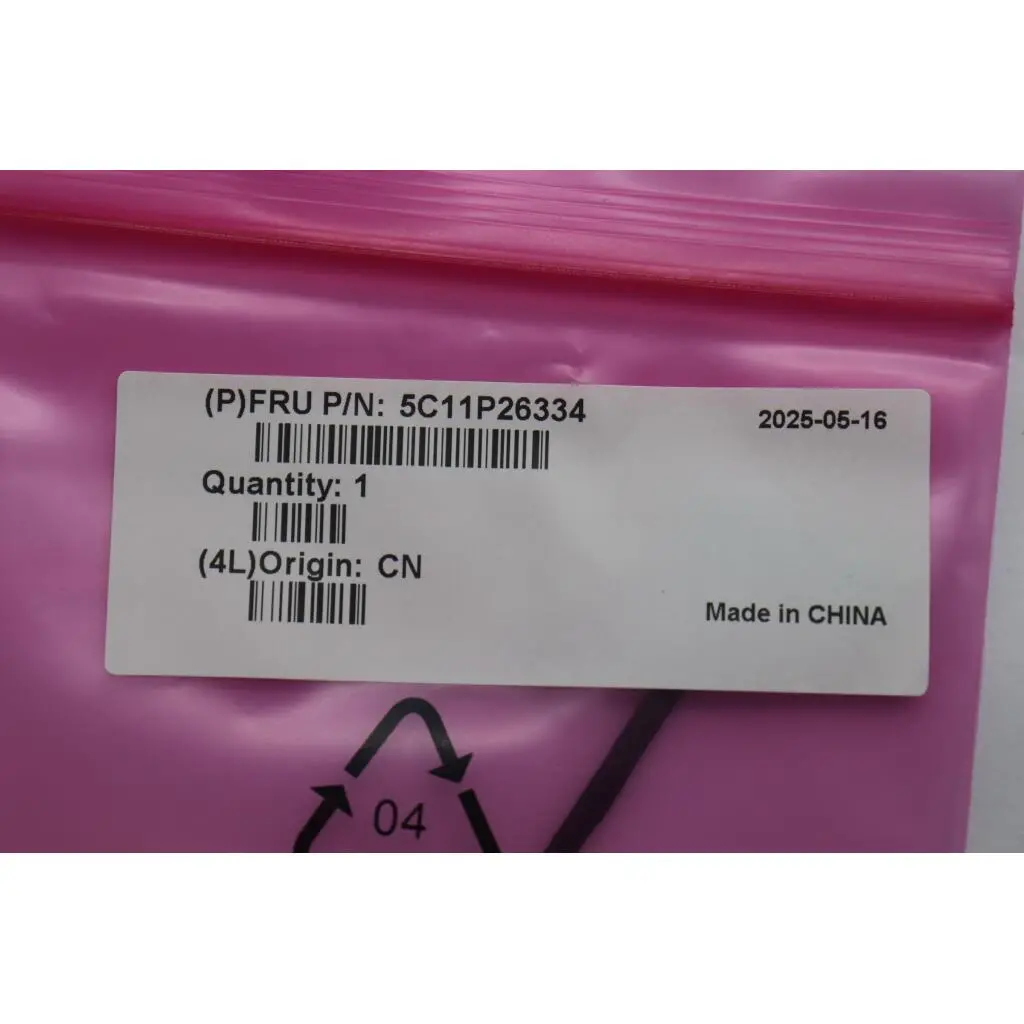 (P)FRU P/N: 5C11P26334
2025-05-16
Quantity: 1
(4L)Origin: CN
Made in CHINA
04